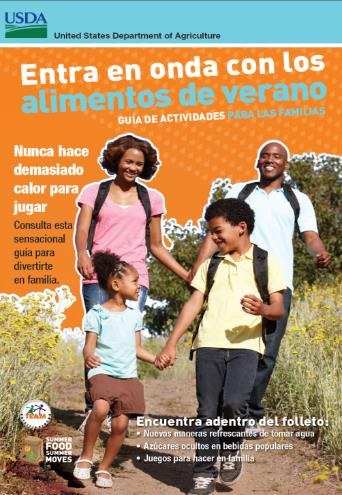 USDA
United States Department of Agriculture
Entra en onda con los
alimentos de verano
GUÍA DE ACTIVIDADES PARA LAS FAMILIAS
Nunca hace
demasiado
calor para
jugar
Consulta esta
sensacional
guía para
divertirte
en familia.
TEAM
SUMMER
FOOD
SUMMER
MOVES
Encuentra adentro del folleto:
• Nuevas maneras refrescantes de tomar agua
• Azúcares ocultos en bebidas populares
• Juegos para hacer en familia